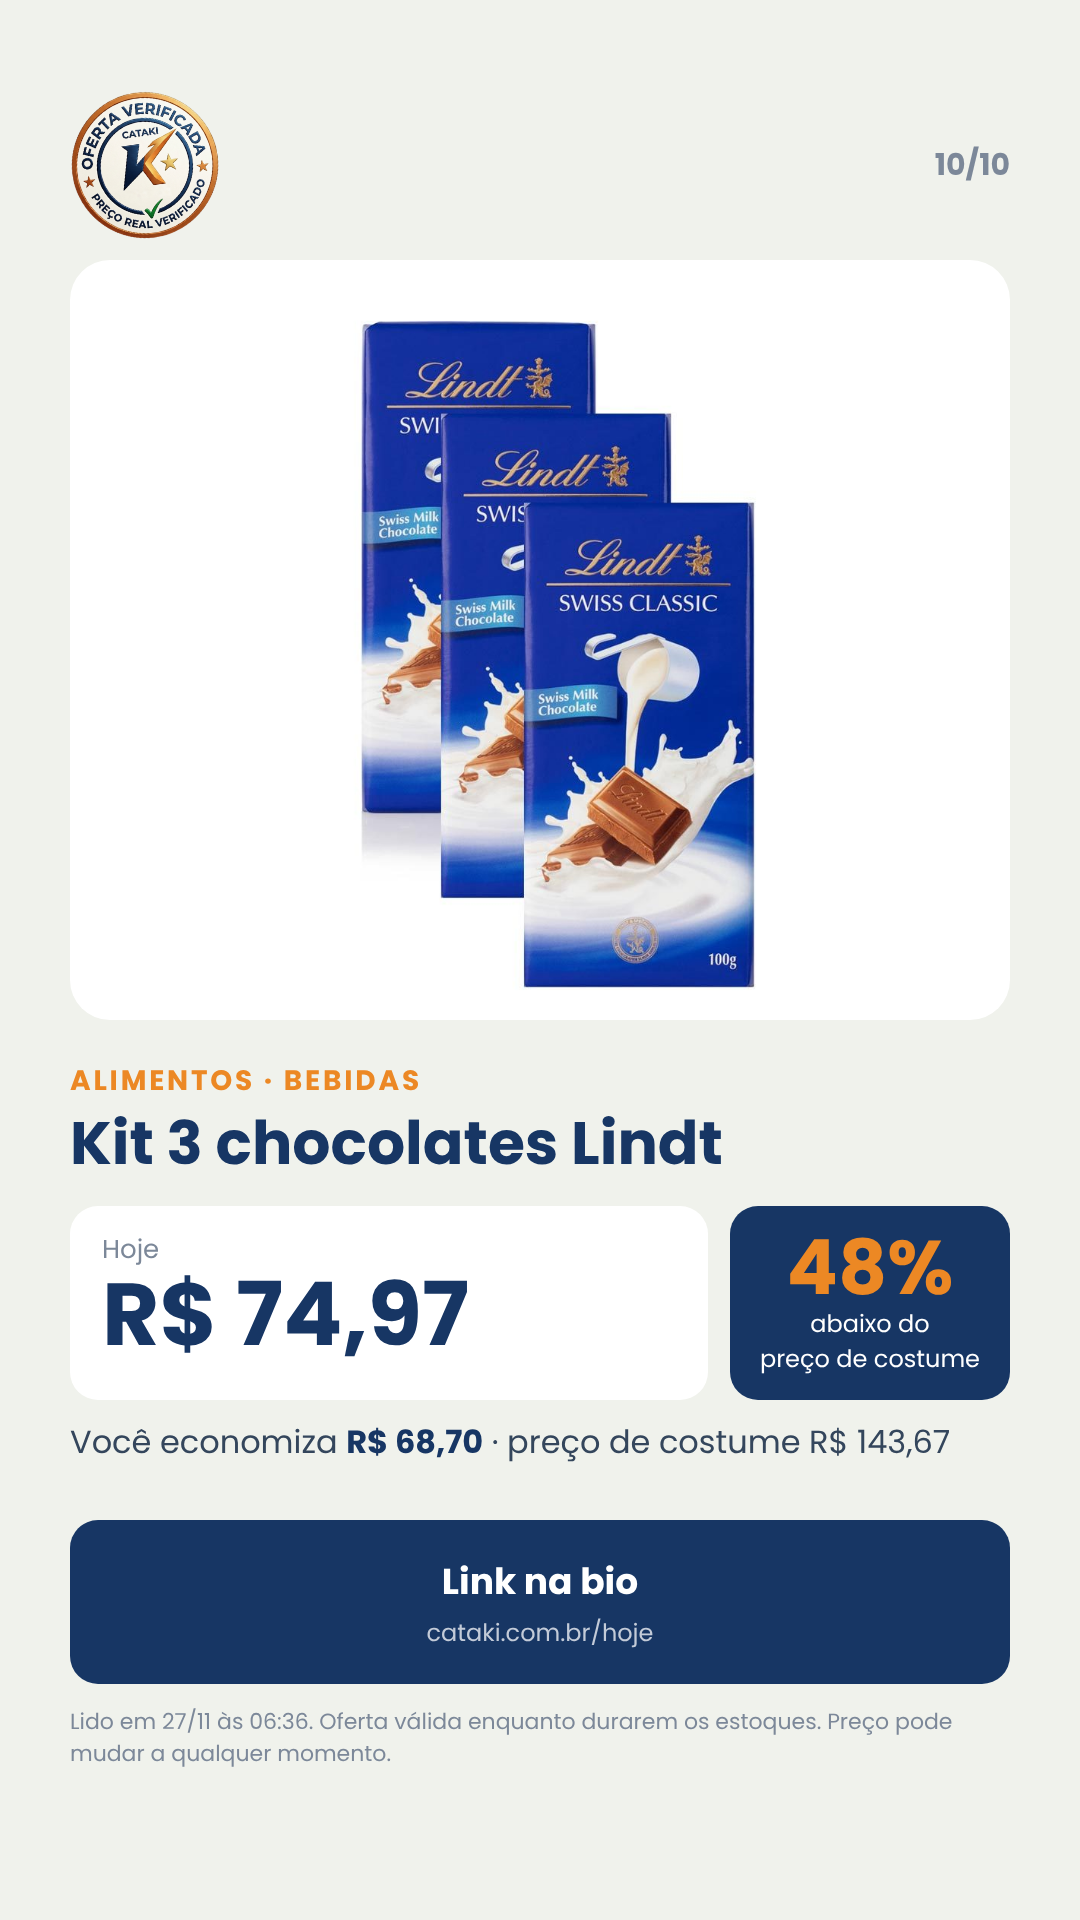 OFERTA VERIFICADA
CATAKI
K
PREÇO REAL VERIFICADO
10/10
Lindt
SWI
Swiss Milk
Chocolate
Lindt
SWIS
Swiss Milk
Chocolate
Lindt
SWISS CLASSIC
Swiss Milk
Chocolate
Lindt
100g
ALIMENTOS · BEBIDAS
Kit 3 chocolates Lindt
Hoje
R$ 74,97
48%
abaixo do
preço de costume
Você economiza R$ 68,70 · preço de costume R$ 143,67
Link na bio
cataki.com.br/hoje
Lido em 27/11 às 06:36. Oferta válida enquanto durarem os estoques. Preço pode
mudar a qualquer momento.